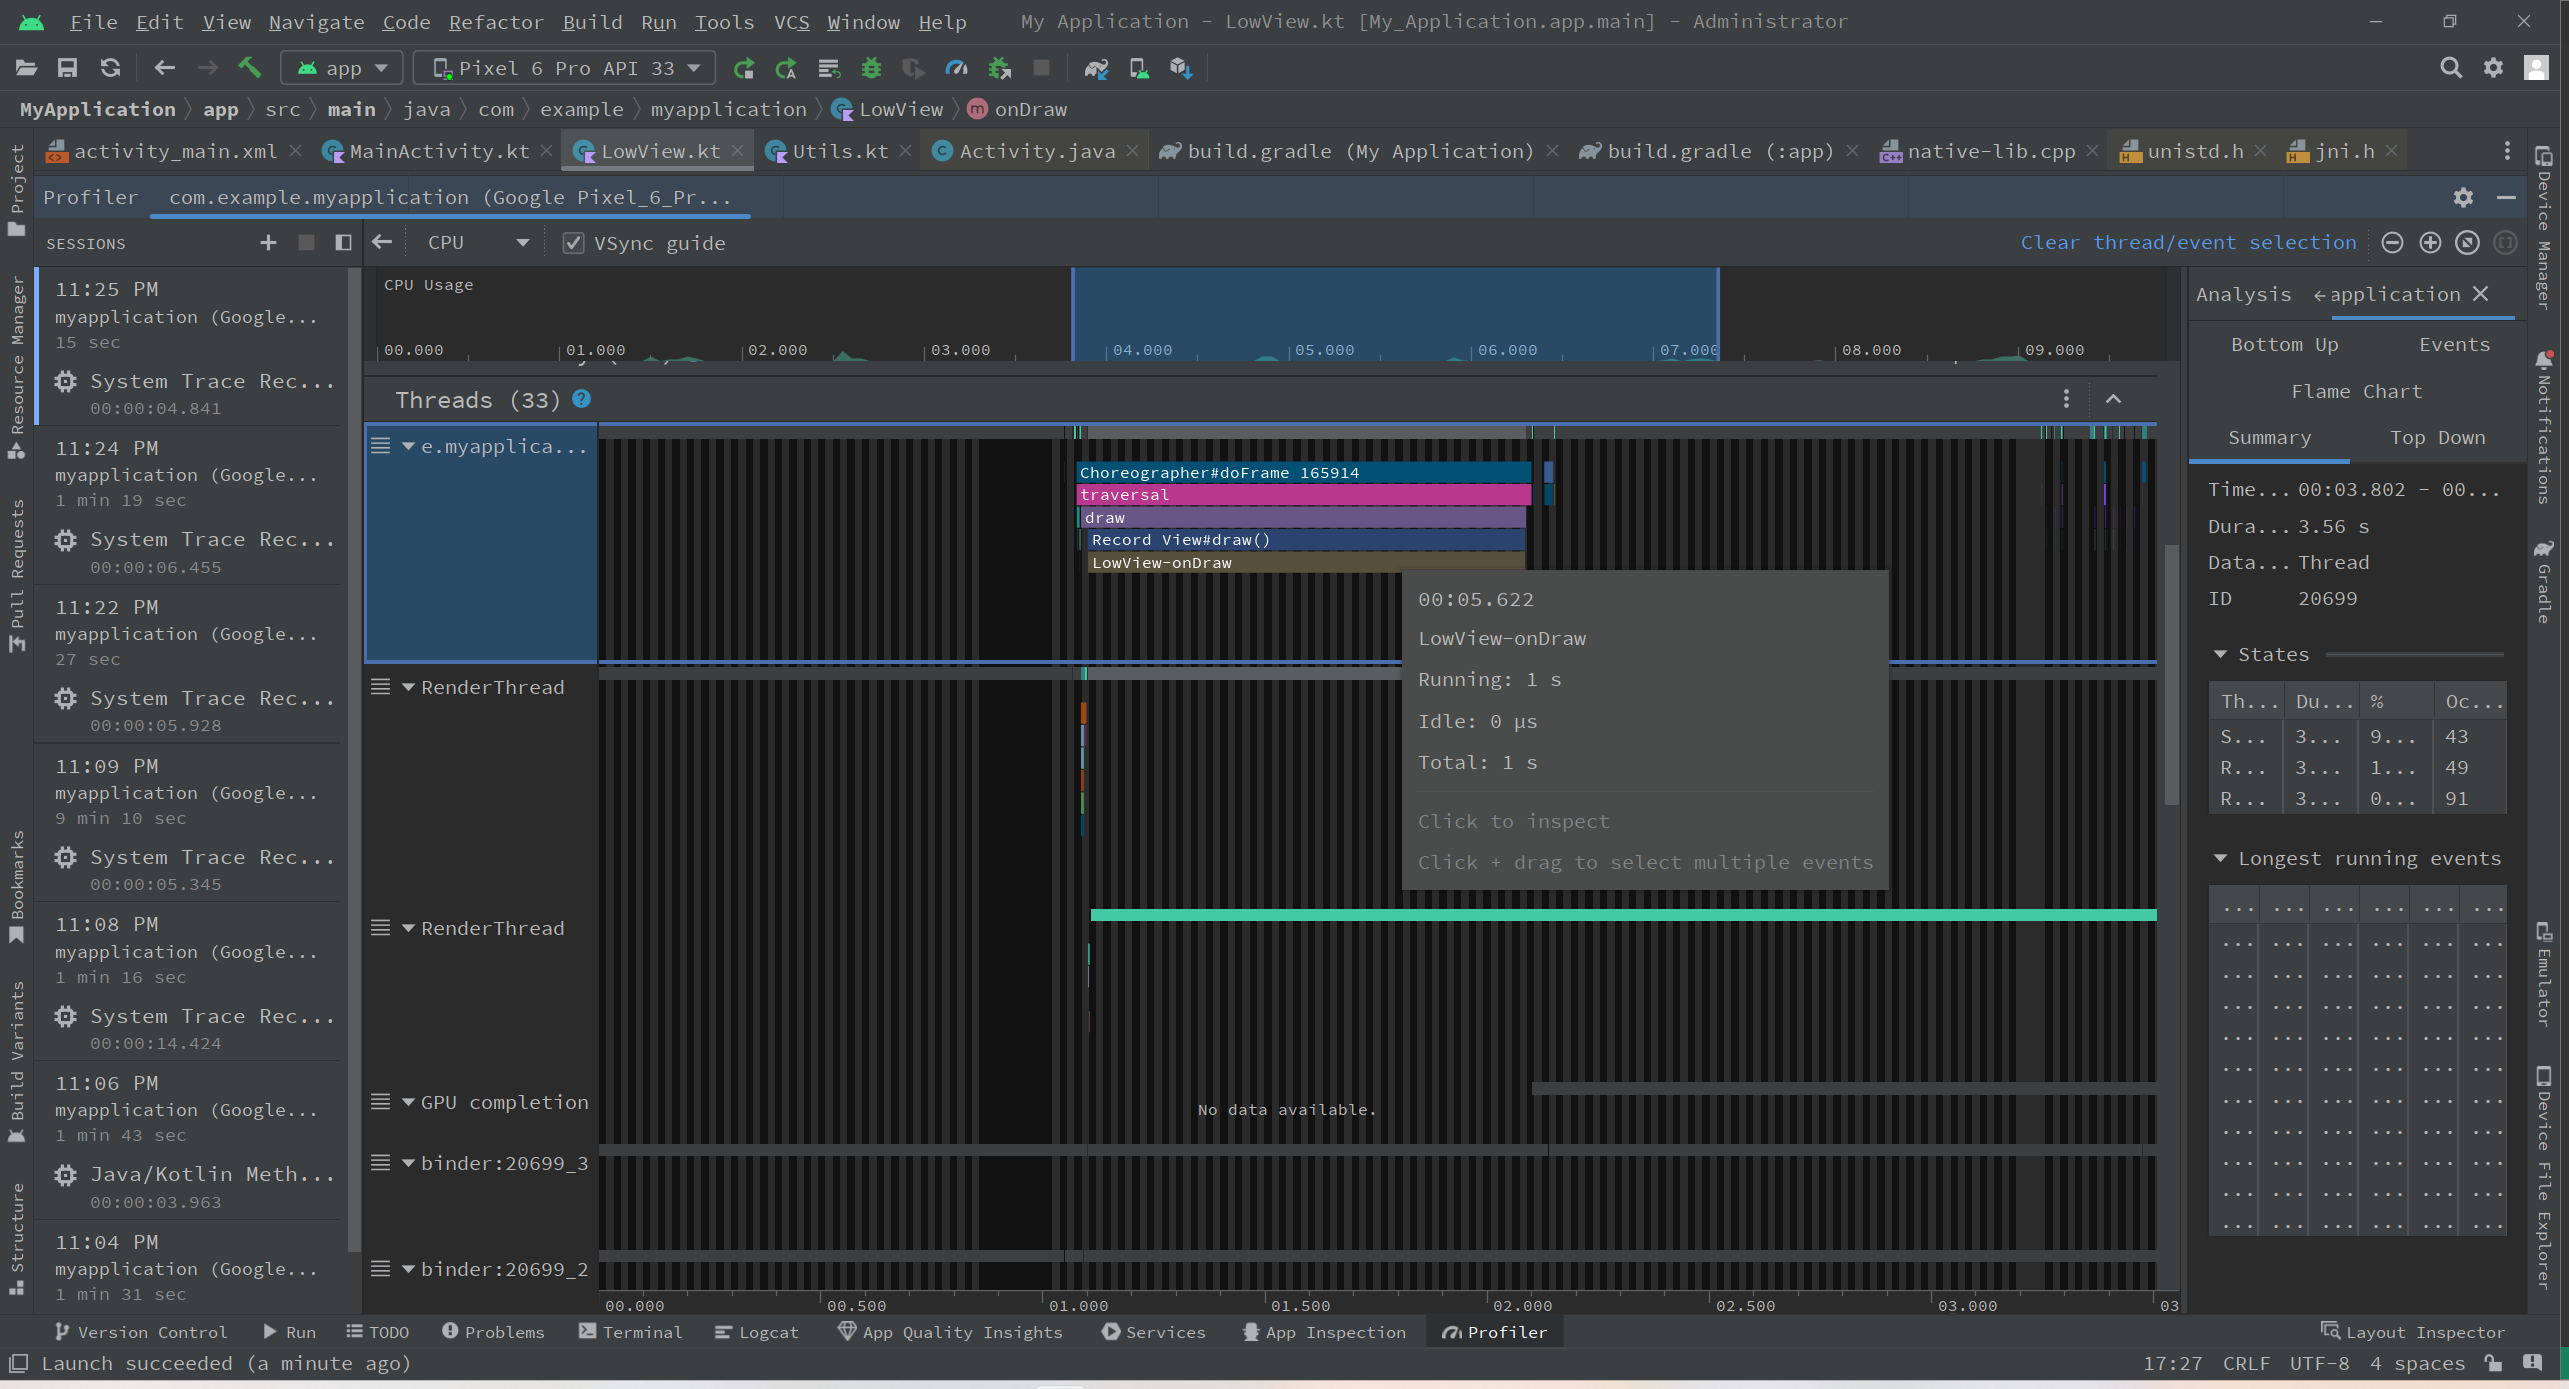 File Edit View Navigate Code Refactor Build Run Tools VCS Window Help My Application - LowView.kt [My_Application.app.main] - Administrator
app Pixel 6 Pro API 33
MyApplication app src main java com example myapplication LowView onDraw
activity_main.xml MainActivity.kt LowView.kt Utils.kt Activity.java build.gradle (My Application) build.gradle (:app) native-lib.cpp unistd.h jni.h
Profiler com.example.myapplication (Google Pixel_6_Pr...
SESSIONS CPU VSync guide Clear thread/event selection
11:25 PM
myapplication (Google...
15 sec
System Trace Rec...
00:00:04.841
11:24 PM
myapplication (Google...
1 min 19 sec
System Trace Rec...
00:00:06.455
11:22 PM
myapplication (Google...
27 sec
System Trace Rec...
00:00:05.928
11:09 PM
myapplication (Google...
9 min 10 sec
System Trace Rec...
00:00:05.345
11:08 PM
myapplication (Google...
1 min 16 sec
System Trace Rec...
00:00:14.424
11:06 PM
myapplication (Google...
1 min 43 sec
Java/Kotlin Meth...
00:00:03.963
11:04 PM
myapplication (Google...
1 min 31 sec
CPU Usage
00.000 01.000 02.000 03.000 04.000 05.000 06.000 07.000 08.000 09.000
Threads (33)
e.myapplica...
Choreographer#doFrame 165914
traversal
draw
Record View#draw()
LowView-onDraw
00:05.622
LowView-onDraw
Running: 1 s
Idle: 0 μs
Total: 1 s
Click to inspect
Click + drag to select multiple events
RenderThread
RenderThread
GPU completion
No data available.
binder:20699_3
binder:20699_2
00.000 00.500 01.000 01.500 02.000 02.500 03.000 03
Analysis application
Bottom Up Events
Flame Chart
Summary Top Down
Time... 00:03.802 - 00...
Dura... 3.56 s
Data... Thread
ID 20699
States
Th... Du... % Oc...
S... 3... 9... 43
R... 3... 1... 49
R... 3... 0... 91
Longest running events
... ... ... ... ... ...
... ... ... ... ... ...
... ... ... ... ... ...
... ... ... ... ... ...
... ... ... ... ... ...
... ... ... ... ... ...
... ... ... ... ... ...
... ... ... ... ... ...
... ... ... ... ... ...
... ... ... ... ... ...
... ... ... ... ... ...
Project
Resource Manager
Pull Requests
Bookmarks
Build Variants
Structure
Device Manager
Notifications
Gradle
Emulator
Device File Explorer
Version Control Run TODO Problems Terminal Logcat App Quality Insights Services App Inspection Profiler Layout Inspector
Launch succeeded (a minute ago) 17:27 CRLF UTF-8 4 spaces